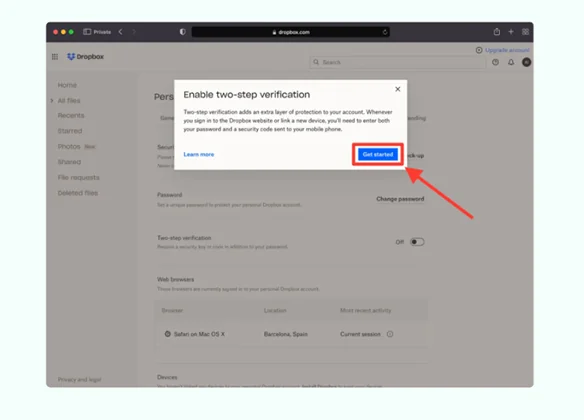 Private
dropbox.com
Upgrade account
Dropbox
Search
Home
All files
Recents
Starred
Photos
Shared
File requests
Deleted files
Enable two-step verification
Two-step verification adds an extra layer of protection to your account. Whenever
you sign in to the Dropbox website or link a new device, you'll need to enter both
your password and a security code sent to your mobile phone.
Learn more
Get started
Password
Set a unique password to protect your personal Dropbox account.
Change password
Two-step verification
Require a security key or code in addition to your password.
Off
Web browsers
These browsers are currently signed in to your personal Dropbox account.
Browser Location Most recent activity
Safari on Mac OS X Barcelona, Spain Current session
Devices
Privacy and legal